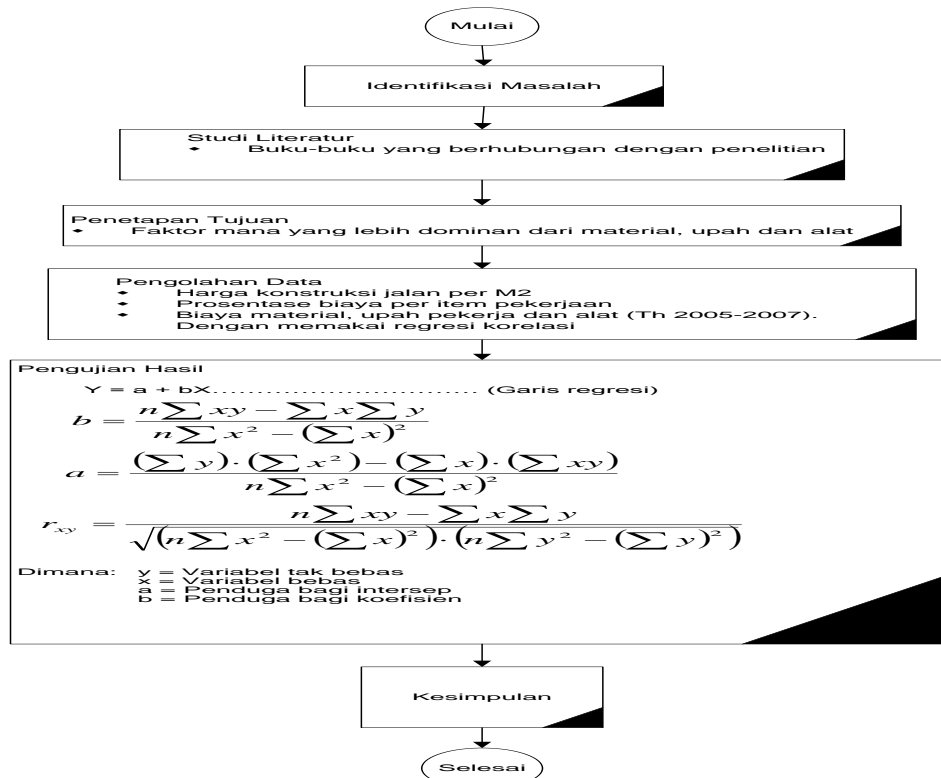 Mulai
Identifikasi Masalah
Studi Literatur
• Buku-buku yang berhubungan dengan penelitian
Penetapan Tujuan
• Faktor mana yang lebih dominan dari material, upah dan alat
Pengolahan Data
• Harga konstruksi jalan per M2
• Prosentase biaya per item pekerjaan
• Biaya material, upah pekerja dan alat (Th 2005-2007).
Dengan memakai regresi korelasi
Pengujian Hasil
Y = a + bX................................ (Garis regresi)
b = (n∑xy − ∑x∑y) / (n∑x² − (∑x)²)
a = ((∑y)·(∑x²) − (∑x)·(∑xy)) / (n∑x² − (∑x)²)
r_xy = (n∑xy − ∑x∑y) / √((n∑x² − (∑x)²)·(n∑y² − (∑y)²))
Dimana: y = Variabel tak bebas
x = Variabel bebas
a = Penduga bagi intersep
b = Penduga bagi koefisien
Kesimpulan
Selesai